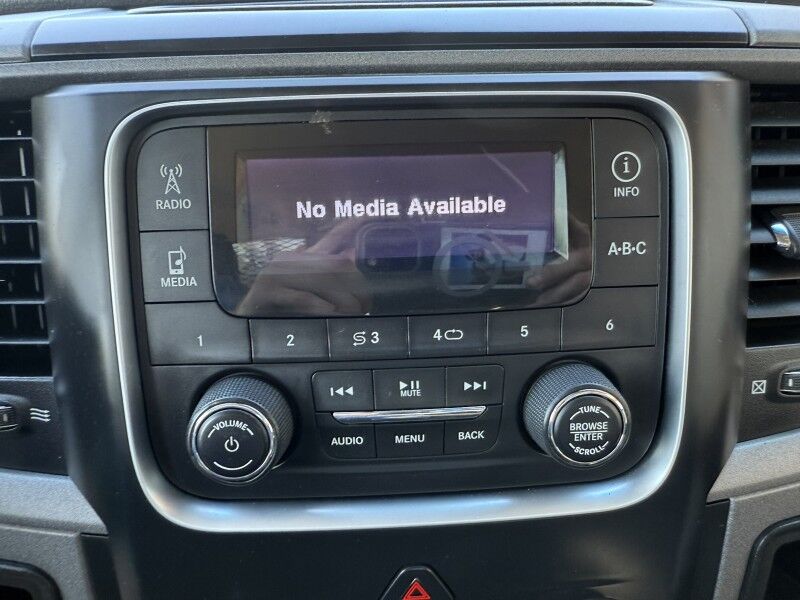 No Media Available
RADIO
i
INFO
MEDIA
A•B•C
1
2
3
4
5
6
MUTE
AUDIO
MENU
BACK
VOLUME
TUNE
BROWSE
ENTER
SCROLL